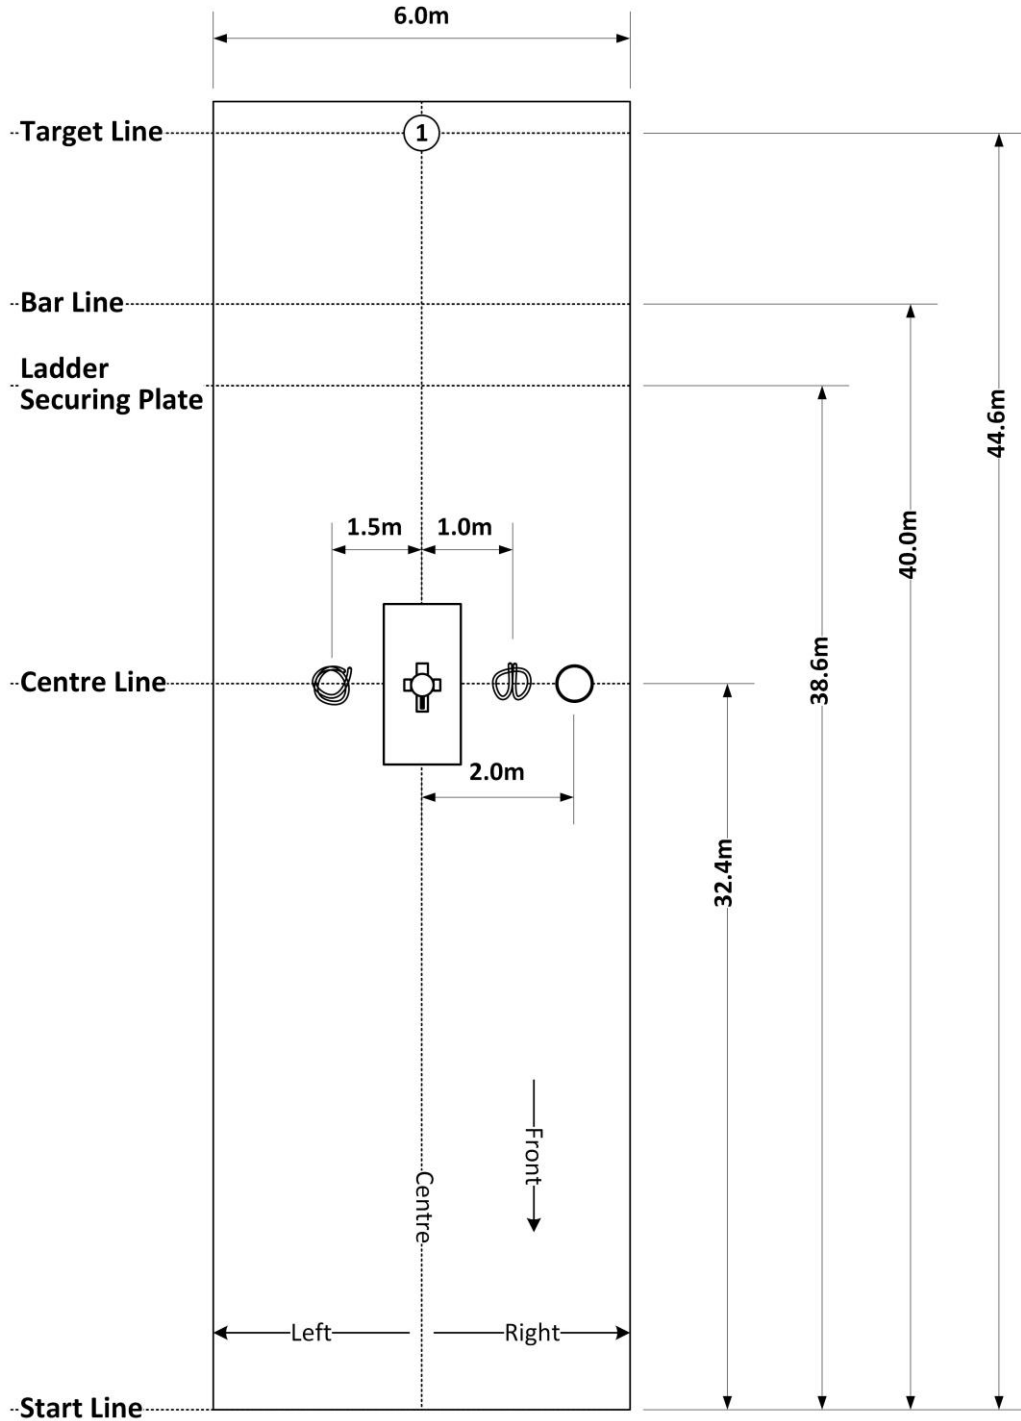 6.0m
Target Line
1
Bar Line
Ladder
Securing Plate
44.6m
40.0m
1.5m
1.0m
38.6m
Centre Line
2.0m
32.4m
Front
Centre
Left
Right
Start Line